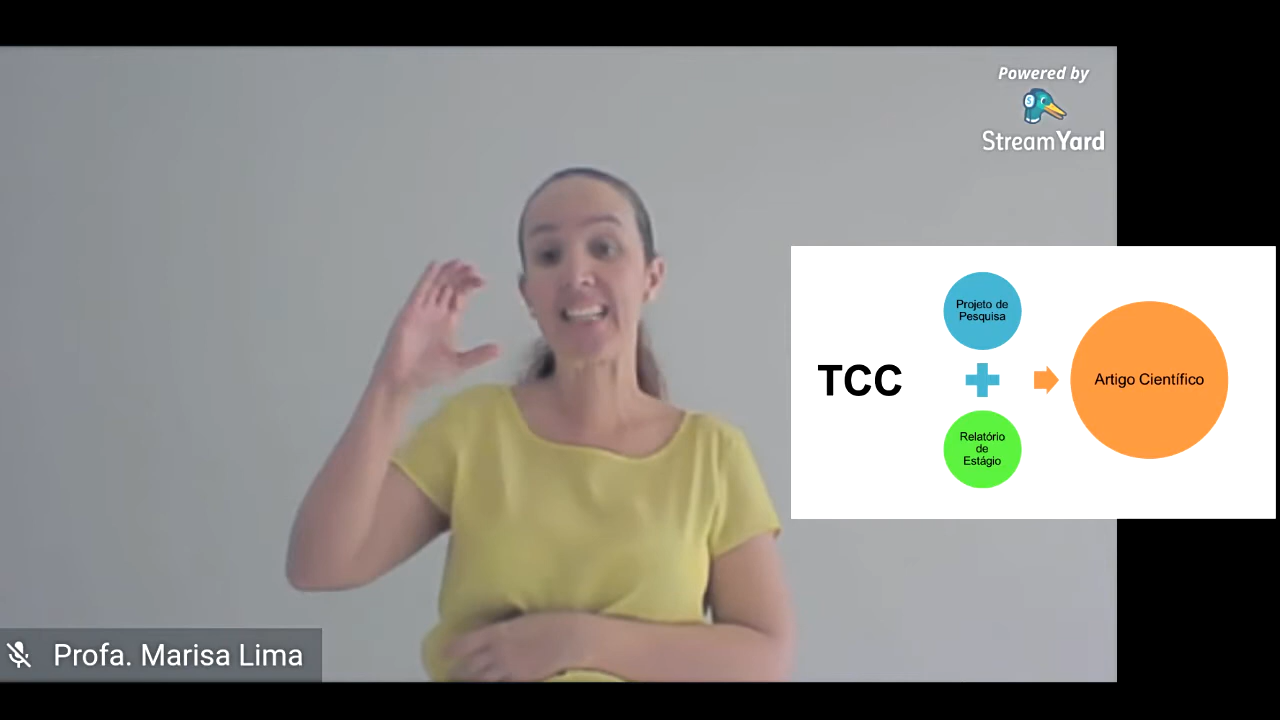 Powered by
StreamYard
TCC
Projeto de
Pesquisa
Relatório
de
Estágio
Artigo Científico
Profa. Marisa Lima